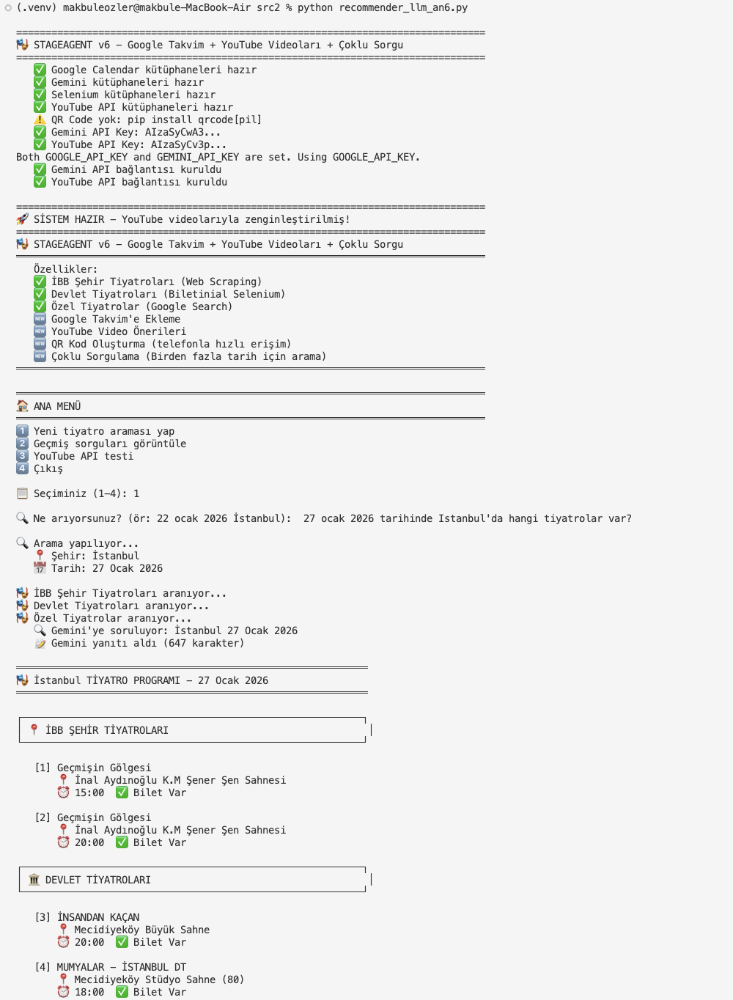 (.venv) makbuleozler@makbule-MacBook-Air src2 % python recommender_llm_an6.py
================================================================================
🎭 STAGEAGENT v6 - Google Takvim + YouTube Videoları + Çoklu Sorgu
================================================================================
✅ Google Calendar kütüphaneleri hazır
✅ Gemini kütüphaneleri hazır
✅ Selenium kütüphaneleri hazır
✅ YouTube API kütüphaneleri hazır
⚠️ QR Code yok: pip install qrcode[pil]
✅ Gemini API Key: AIzaSyCwA3...
✅ YouTube API Key: AIzaSyCv3p...
Both GOOGLE_API_KEY and GEMINI_API_KEY are set. Using GOOGLE_API_KEY.
✅ Gemini API bağlantısı kuruldu
✅ YouTube API bağlantısı kuruldu
================================================================================
🚀 SİSTEM HAZIR - YouTube videolarıyla zenginleştirilmiş!
================================================================================
🎭 STAGEAGENT v6 - Google Takvim + YouTube Videoları + Çoklu Sorgu
════════════════════════════════════════════════════════════════════════════════
Özellikler:
✅ İBB Şehir Tiyatroları (Web Scraping)
✅ Devlet Tiyatroları (Biletinial Selenium)
✅ Özel Tiyatrolar (Google Search)
🆕 Google Takvim'e Ekleme
🆕 YouTube Video Önerileri
🆕 QR Kod Oluşturma (telefonla hızlı erişim)
🆕 Çoklu Sorgulama (Birden fazla tarih için arama)
════════════════════════════════════════════════════════════════════════════════
════════════════════════════════════════════════════════════════════════════════
🏠 ANA MENÜ
════════════════════════════════════════════════════════════════════════════════
1️⃣ Yeni tiyatro araması yap
2️⃣ Geçmiş sorguları görüntüle
3️⃣ YouTube API testi
4️⃣ Çıkış
📋 Seçiminiz (1-4): 1
🔍 Ne arıyorsunuz? (ör: 22 ocak 2026 İstanbul):  27 ocak 2026 tarihinde Istanbul'da hangi tiyatrolar var?
🔍 Arama yapılıyor...
📍 Şehir: İstanbul
📅 Tarih: 27 Ocak 2026
🎭 İBB Şehir Tiyatroları aranıyor...
🎭 Devlet Tiyatroları aranıyor...
🎭 Özel Tiyatrolar aranıyor...
🔍 Gemini'ye soruluyor: İstanbul 27 Ocak 2026
📝 Gemini yanıtı aldı (647 karakter)
════════════════════════════════════════════════════════════
🎭 İstanbul TİYATRO PROGRAMI - 27 Ocak 2026
════════════════════════════════════════════════════════════
📍 İBB ŞEHİR TİYATROLARI
[1] Geçmişin Gölgesi
📍 İnal Aydınoğlu K.M Şener Şen Sahnesi
⏰ 15:00 ✅ Bilet Var
[2] Geçmişin Gölgesi
📍 İnal Aydınoğlu K.M Şener Şen Sahnesi
⏰ 20:00 ✅ Bilet Var
🏛️ DEVLET TİYATROLARI
[3] İNSANDAN KAÇAN
📍 Mecidiyeköy Büyük Sahne
⏰ 20:00 ✅ Bilet Var
[4] MUMYALAR - İSTANBUL DT
📍 Mecidiyeköy Stüdyo Sahne (80)
⏰ 18:00 ✅ Bilet Var